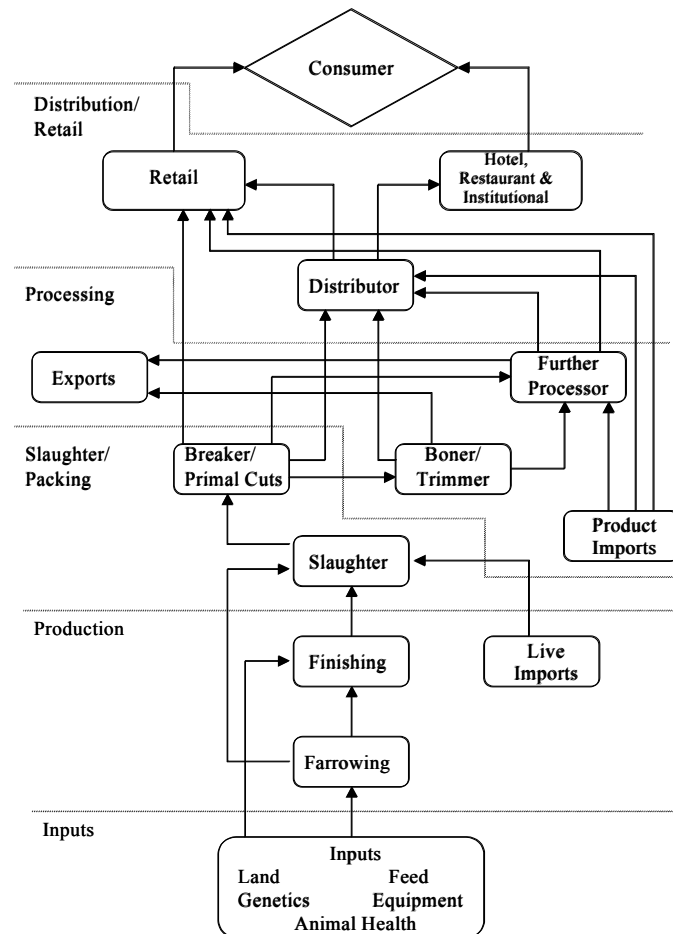 Consumer
Distribution/
Retail
Retail
Hotel,
Restaurant &
Institutional
Distributor
Processing
Exports
Further
Processor
Slaughter/
Packing
Breaker/
Primal Cuts
Boner/
Trimmer
Product
Imports
Slaughter
Production
Finishing
Live
Imports
Farrowing
Inputs
Inputs
Land Feed
Genetics Equipment
Animal Health